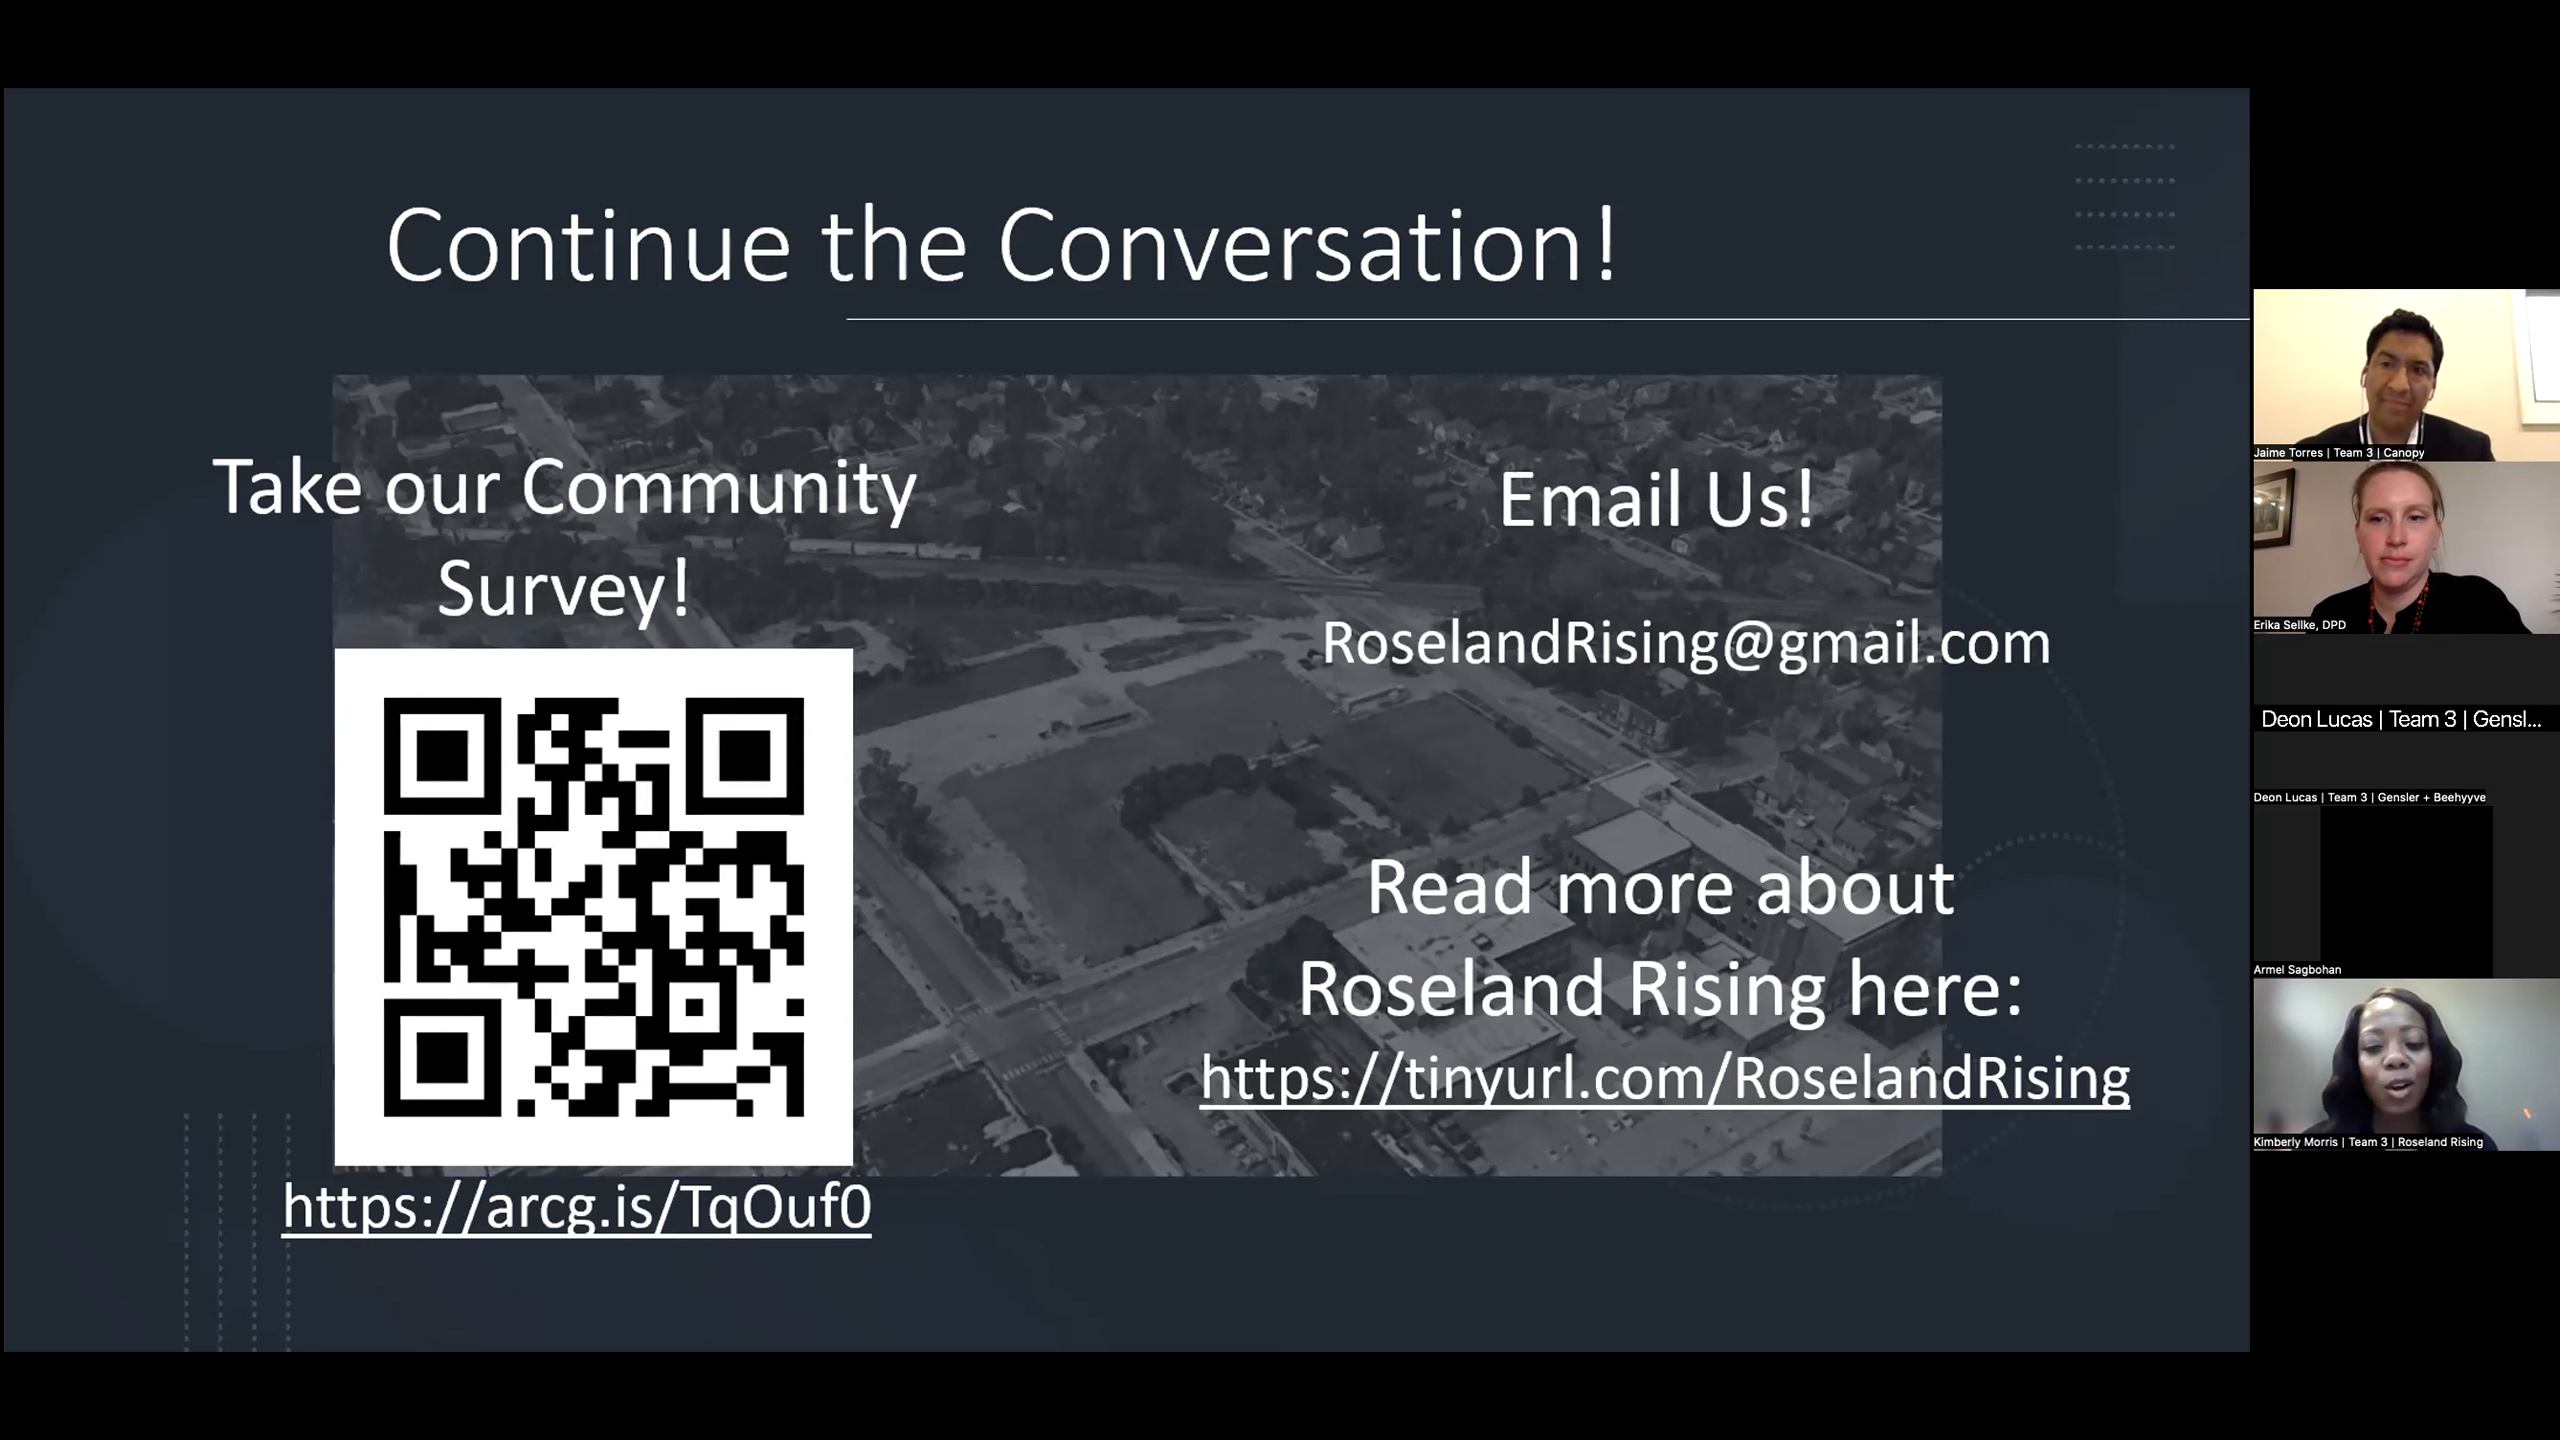 Continue the Conversation!
Take our Community
Survey!
https://arcg.is/TqOuf0
Email Us!
RoselandRising@gmail.com
Read more about
Roseland Rising here:
https://tinyurl.com/RoselandRising
Jaime Torres | Team 3 | Canopy
Erika Sellke, DPD
Deon Lucas | Team 3 | Gensl...
Deon Lucas | Team 3 | Gensler + Beehyyve
Armel Sagbohan
Kimberly Morris | Team 3 | Roseland Rising